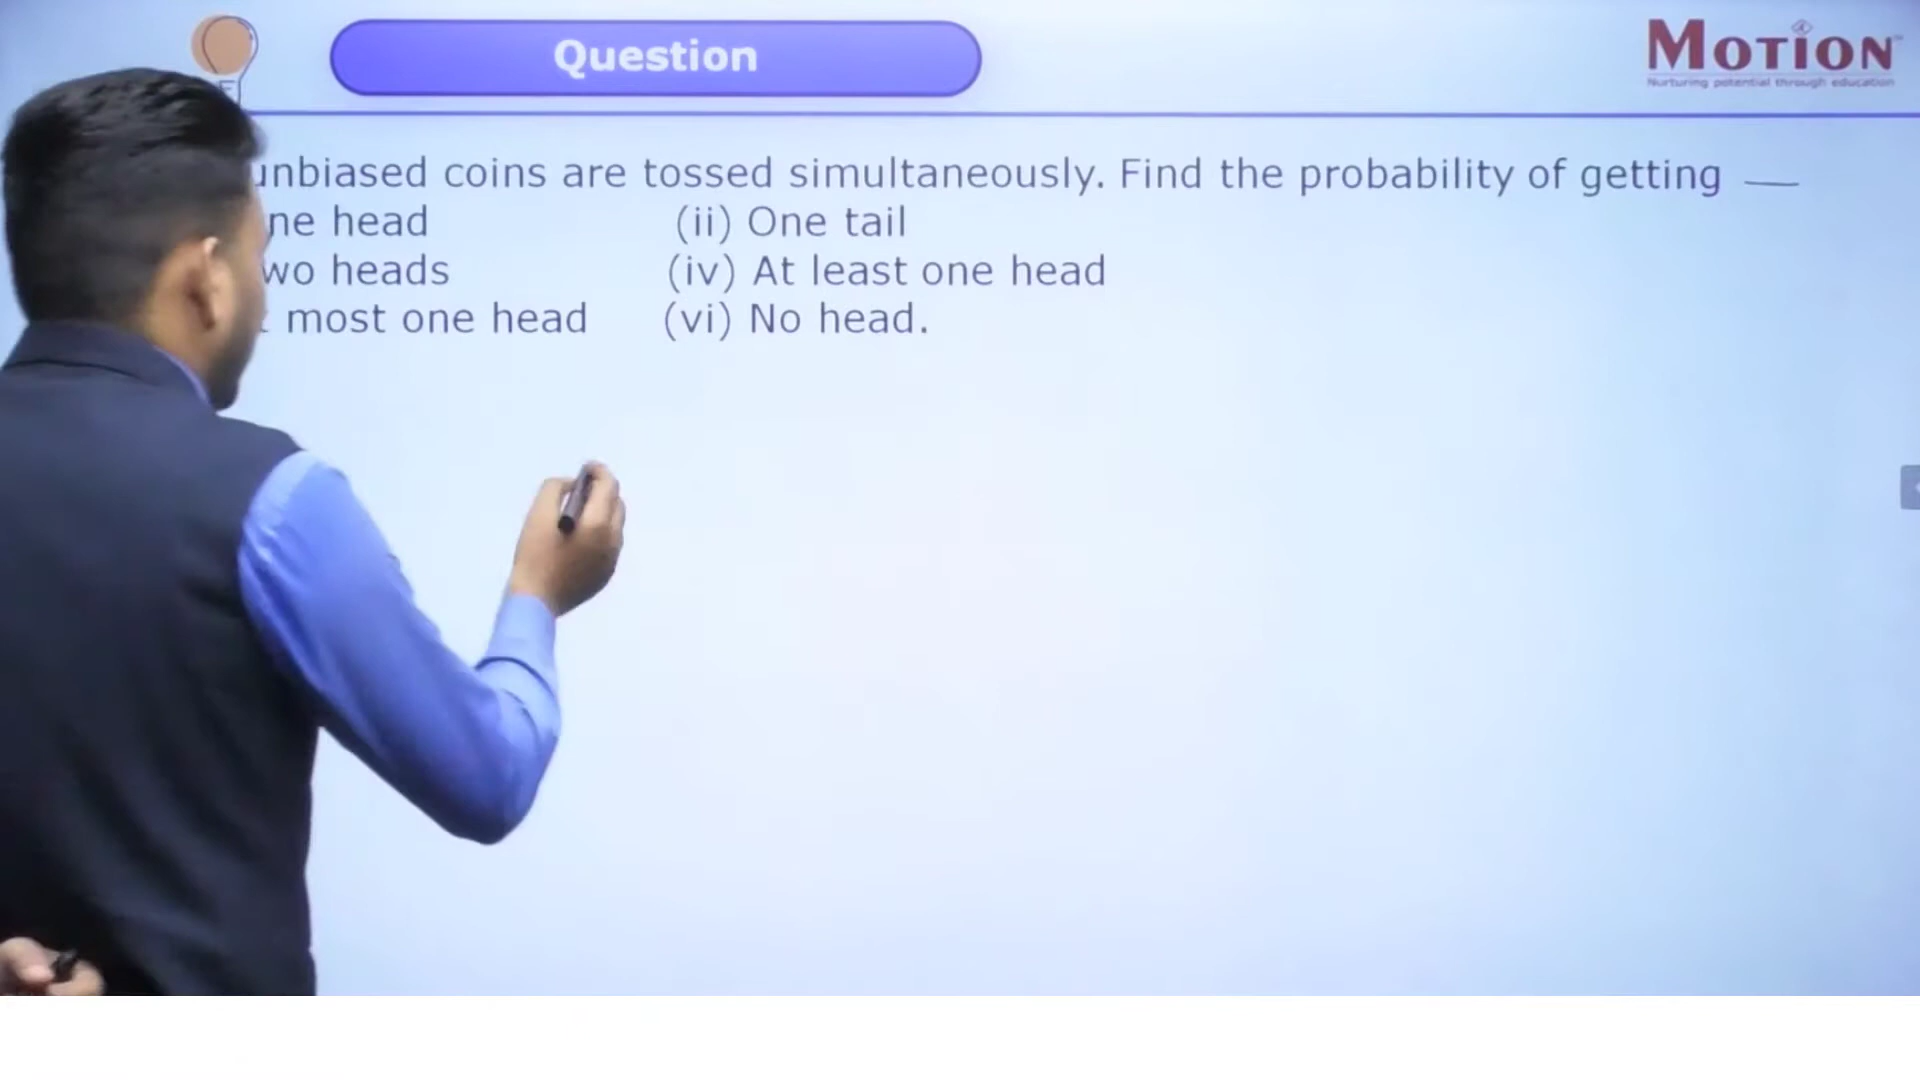 Question
MOTION
Nurturing potential through education
unbiased coins are tossed simultaneously. Find the probability of getting
ne head (ii) One tail
wo heads (iv) At least one head
most one head (vi) No head.